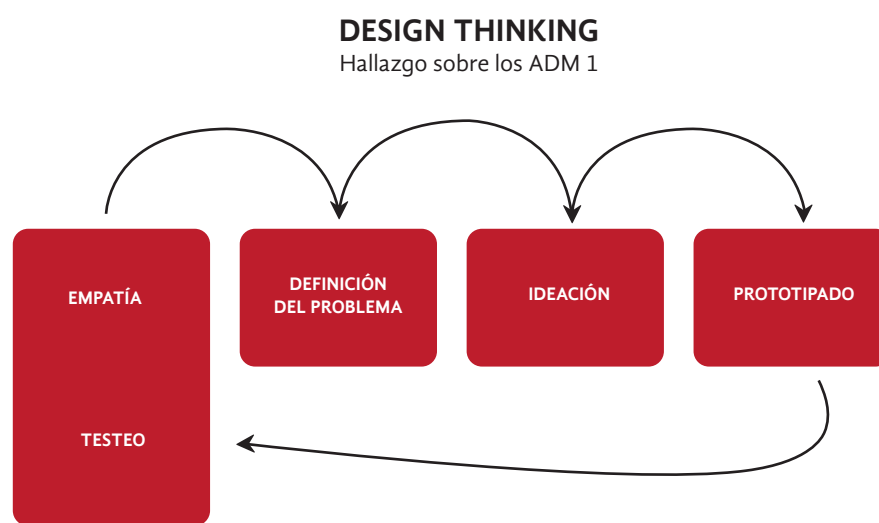 DESIGN THINKING
Hallazgo sobre los ADM 1
EMPATÍA
DEFINICIÓN
DEL PROBLEMA
IDEACIÓN
PROTOTIPADO
TESTEO